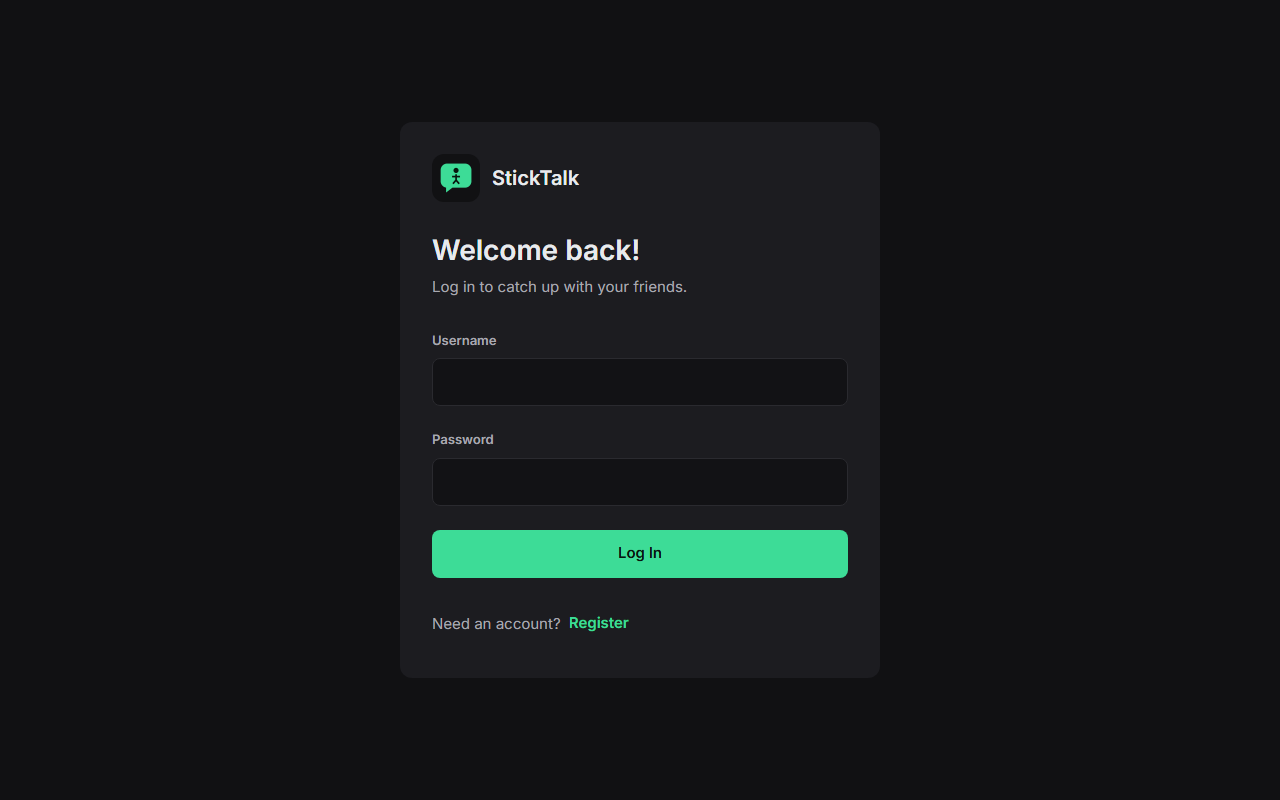 StickTalk
Welcome back!
Log in to catch up with your friends.
Username
Password
Log In
Need an account? Register